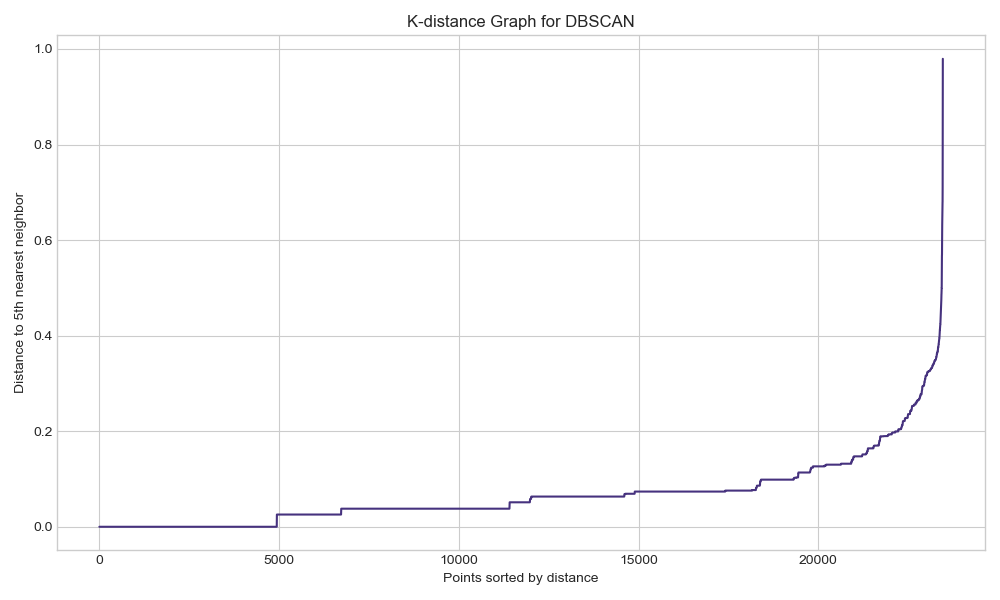 K-distance Graph for DBSCAN
Distance to 5th nearest neighbor
1.0
0.8
0.6
0.4
0.2
0.0
0 5000 10000 15000 20000
Points sorted by distance